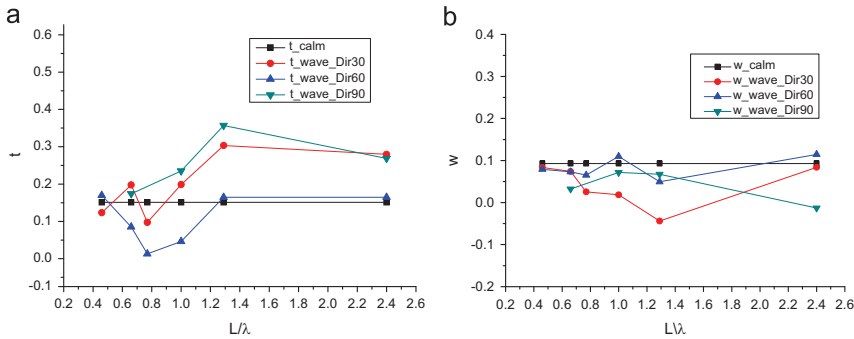 a
0.6
0.5
0.4
0.3
0.2
0.1
0.0
-0.1
t
t_calm
t_wave_Dir30
t_wave_Dir60
t_wave_Dir90
0.2 0.4 0.6 0.8 1.0 1.2 1.4 1.6 1.8 2.0 2.2 2.4 2.6
L/λ
b
0.4
0.3
0.2
0.1
0.0
-0.1
-0.2
w
w_calm
w_wave_Dir30
w_wave_Dir60
w_wave_Dir90
0.2 0.4 0.6 0.8 1.0 1.2 1.4 1.6 1.8 2.0 2.2 2.4 2.6
L\λ